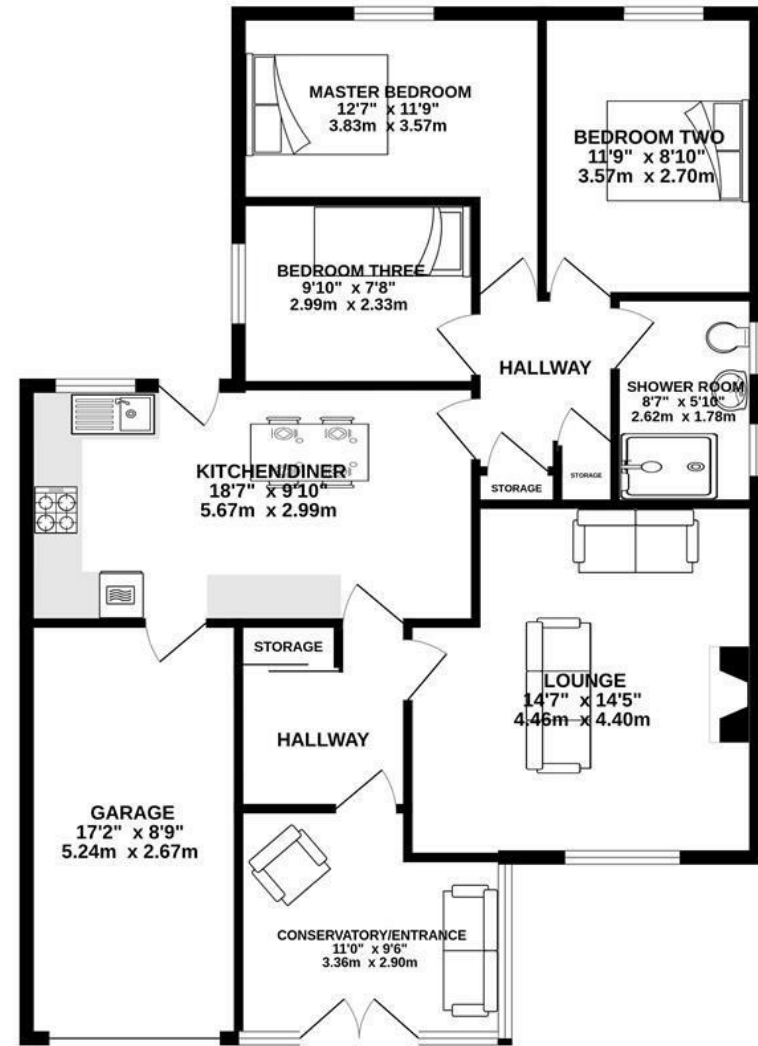 MASTER BEDROOM
12'7" x 11'9"
3.83m x 3.57m
BEDROOM TWO
11'9" x 8'10"
3.57m x 2.70m
BEDROOM THREE
9'10" x 7'8"
2.99m x 2.33m
HALLWAY
SHOWER ROOM
8'7" x 5'10"
2.62m x 1.78m
KITCHEN/DINER
18'7" x 9'10"
5.67m x 2.99m
STORAGE
STORAGE
STORAGE
LOUNGE
14'7" x 14'5"
4.46m x 4.40m
HALLWAY
GARAGE
17'2" x 8'9"
5.24m x 2.67m
CONSERVATORY/ENTRANCE
11'0" x 9'6"
3.36m x 2.90m